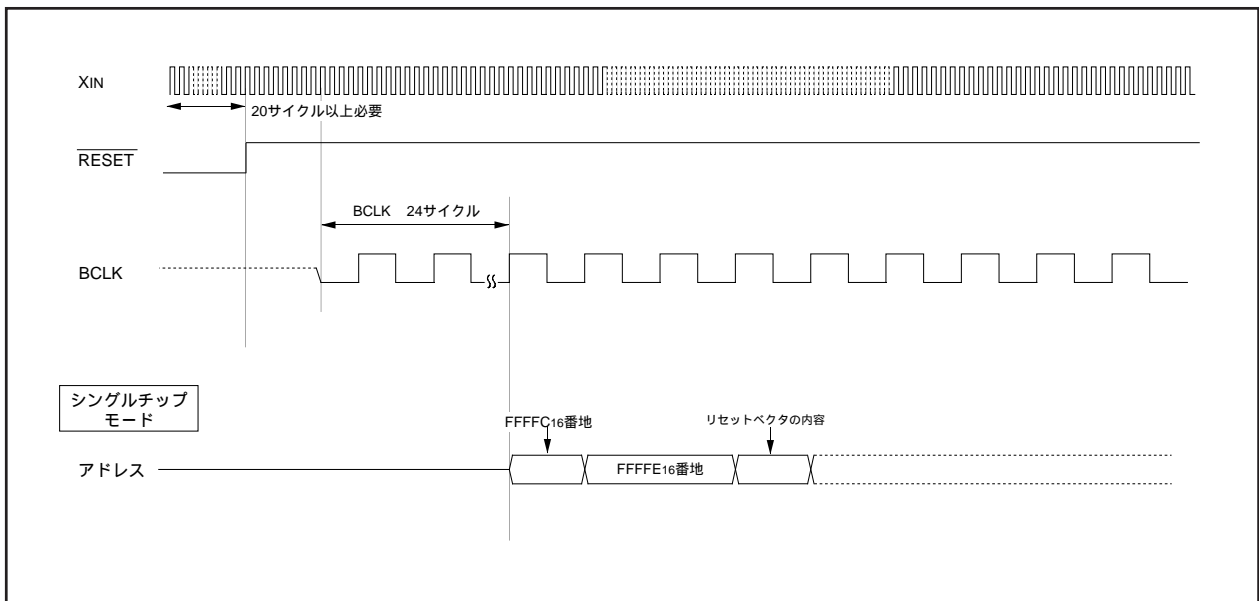 XIN
20サイクル以上必要
RESET
BCLK 24サイクル
BCLK
シングルチップ
モード
FFFFC16番地
リセットベクタの内容
アドレス
FFFFE16番地